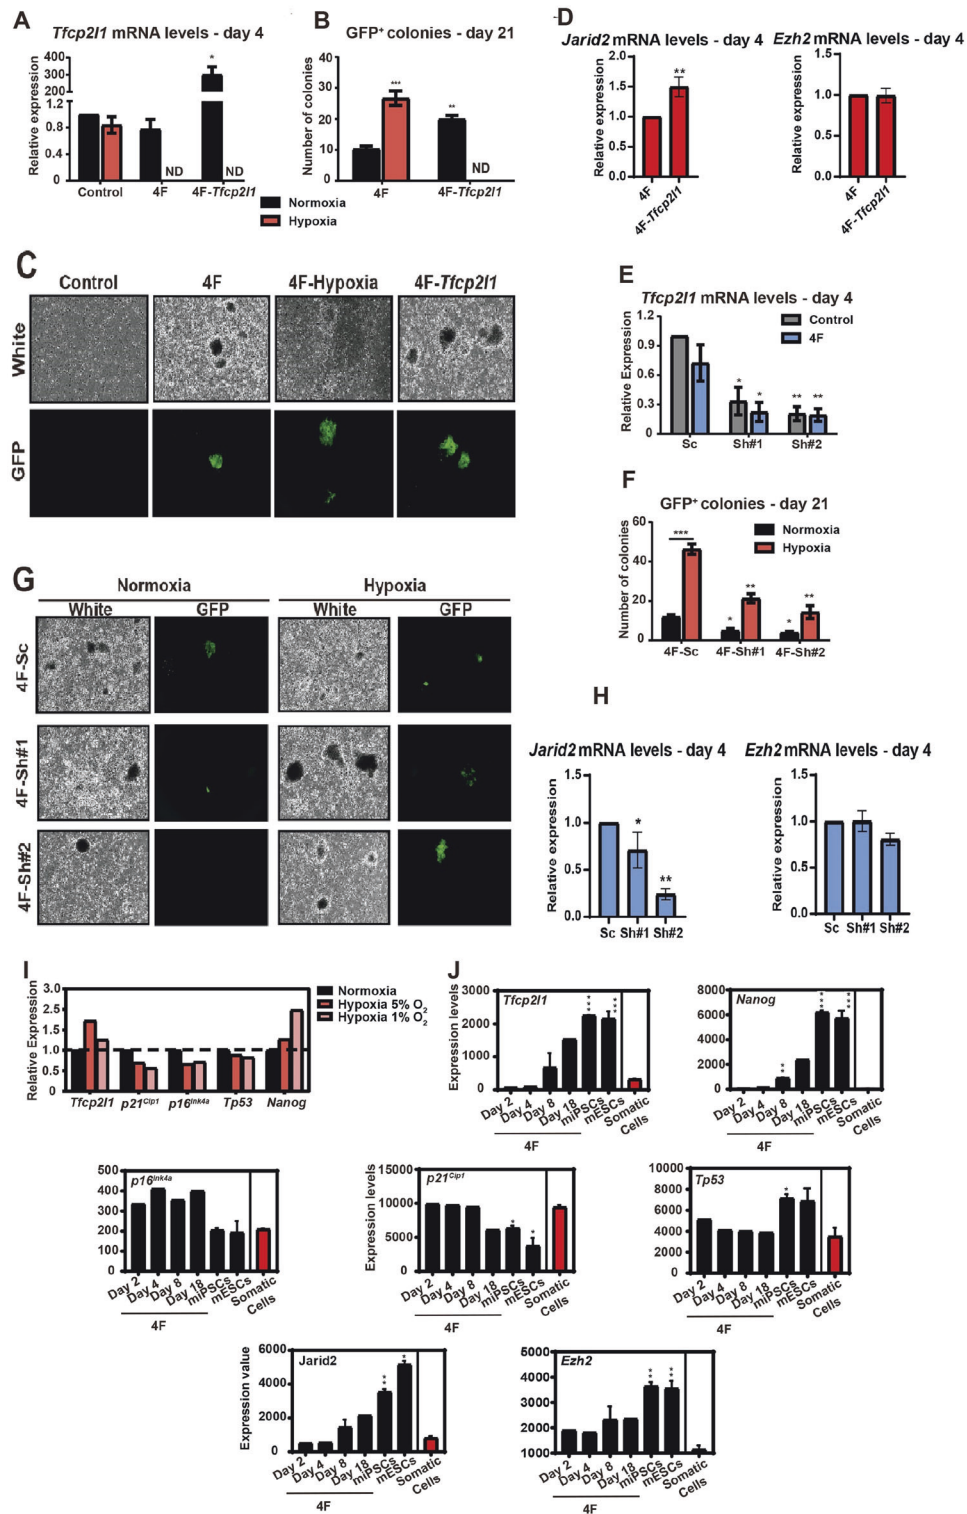 A
Tfcp2l1 mRNA levels - day 4
Relative expression
400
300
200
100
1.2
0.8
0.4
0
*
ND
ND
Control
4F
4F-Tfcp2l1
Normoxia
Hypoxia
B
GFP+ colonies - day 21
Number of colonies
40
30
20
10
0
***
**
ND
4F
4F-Tfcp2l1
D
Jarid2 mRNA levels - day 4
Relative expression
2.0
1.5
1.0
0.5
0.0
**
4F
4F-Tfcp2l1
Ezh2 mRNA levels - day 4
Relative expression
1.5
1.0
0.5
0.0
4F
4F-Tfcp2l1
C
Control
4F
4F-Hypoxia
4F-Tfcp2l1
White
GFP
E
Tfcp2l1 mRNA levels - day 4
Relative Expression
1.2
0.9
0.6
0.3
0
Control
4F
*
*
**
**
Sc
Sh#1
Sh#2
F
GFP+ colonies - day 21
Number of colonies
60
40
20
0
Normoxia
Hypoxia
***
*
**
*
**
4F-Sc
4F-Sh#1
4F-Sh#2
G
Normoxia
Hypoxia
White
GFP
White
GFP
4F-Sc
4F-Sh#1
4F-Sh#2
H
Jarid2 mRNA levels - day 4
Relative expression
1.5
1.0
0.5
0.0
*
**
Sc
Sh#1
Sh#2
Ezh2 mRNA levels - day 4
Relative expression
1.5
1.0
0.5
0.0
Sc
Sh#1
Sh#2
I
Relative Expression
3.0
2.0
1.5
1.0
0.5
0
Normoxia
Hypoxia 5% O2
Hypoxia 1% O2
Tfcp2l1
p21Cip1
p16Ink4a
Tp53
Nanog
J
Tfcp2l1
Expression levels
3000
2000
1000
0
***
***
Day 2
Day 4
Day 8
Day 18
miPSCs
mESCs
Somatic Cells
4F
Nanog
8000
6000
4000
2000
0
**
***
***
Day 2
Day 4
Day 8
Day 18
miPSCs
mESCs
Somatic Cells
4F
p16Ink4a
500
400
300
200
100
0
Day 2
Day 4
Day 8
Day 18
miPSCs
mESCs
Somatic Cells
4F
p21Cip1
Expression levels
15000
10000
5000
0
*
*
Day 2
Day 4
Day 8
Day 18
miPSCs
mESCs
Somatic Cells
4F
Tp53
10000
8000
6000
4000
2000
0
*
Day 2
Day 4
Day 8
Day 18
miPSCs
mESCs
Somatic Cells
4F
Jarid2
Expression value
6000
4000
2000
0
**
*
Day 2
Day 4
Day 8
Day 18
miPSCs
mESCs
Somatic Cells
4F
Ezh2
5000
4000
3000
2000
1000
**
**
Day 2
Day 4
Day 8
Day 18
miPSCs
mESCs
Somatic Cells
4F